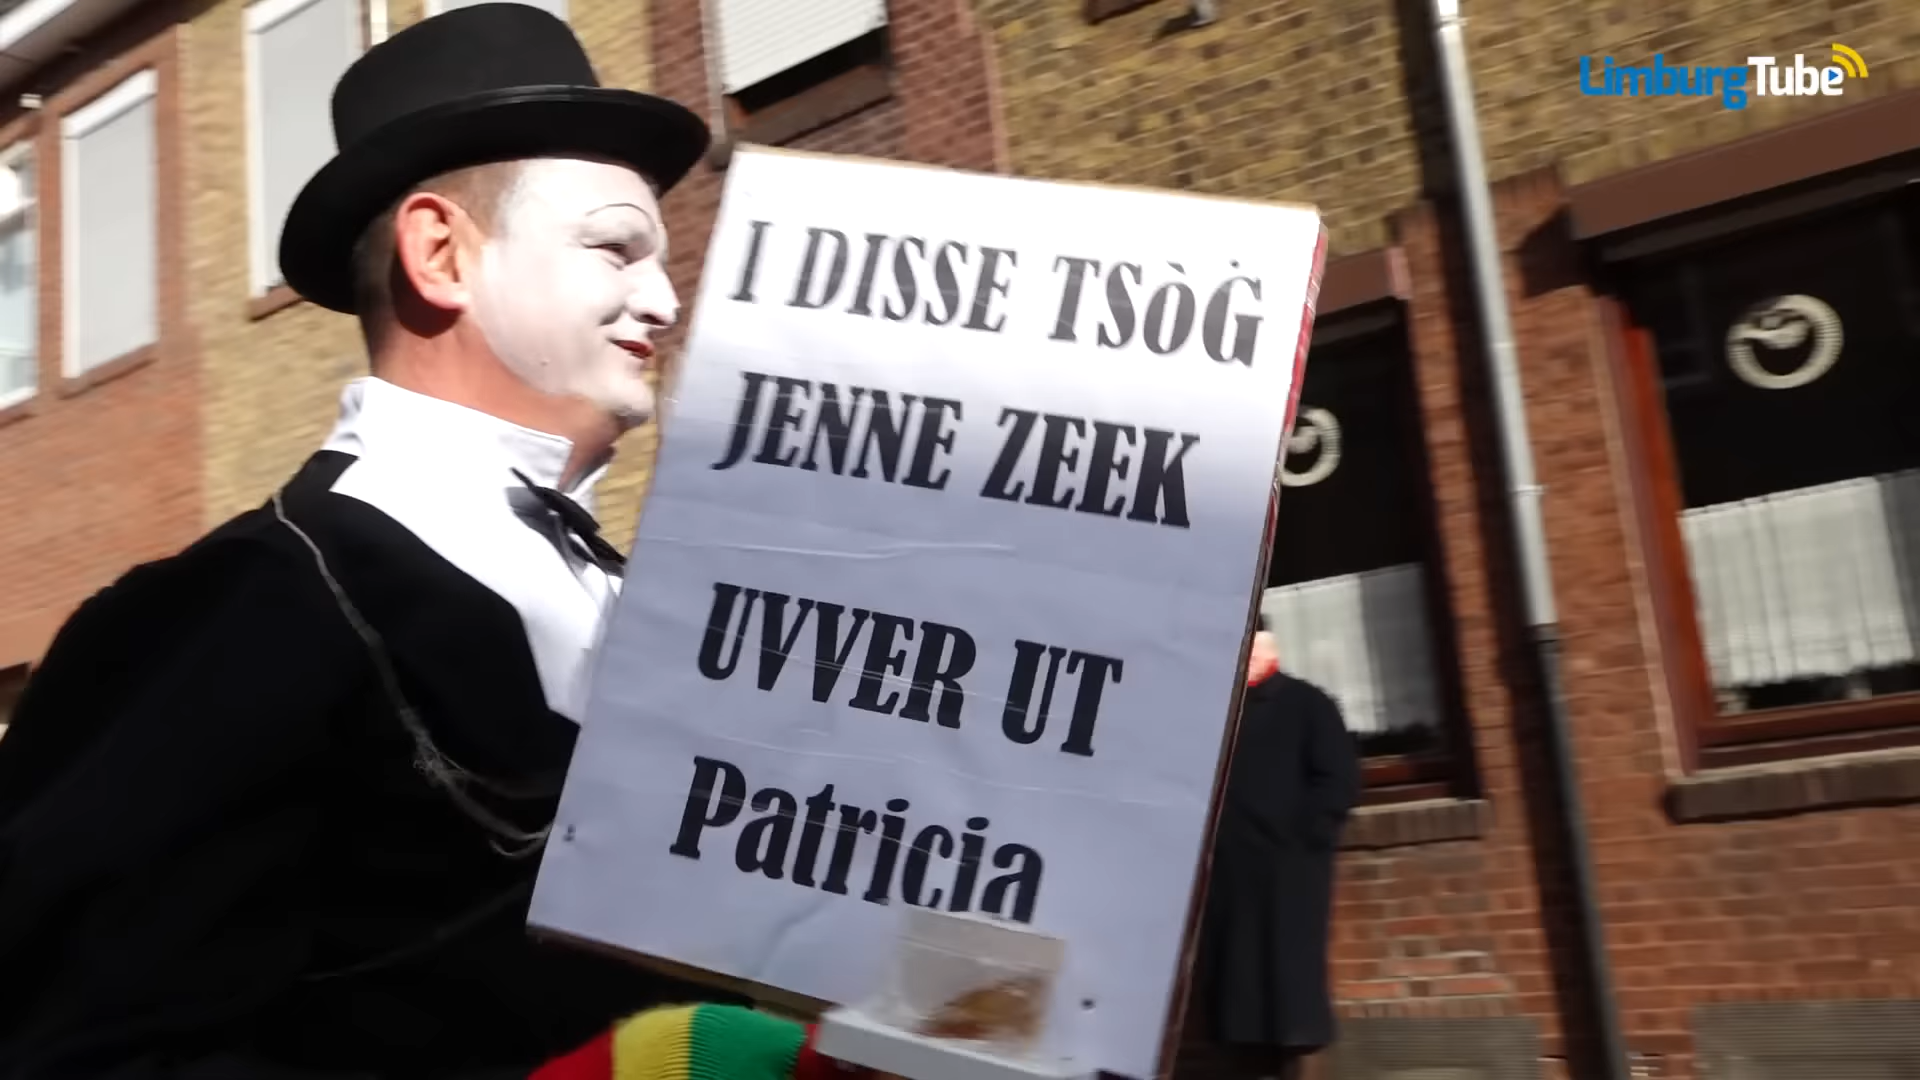 LimburgTube
I DISSE TSÒĠ
JENNE ZEEK
UVVER UT
Patricia